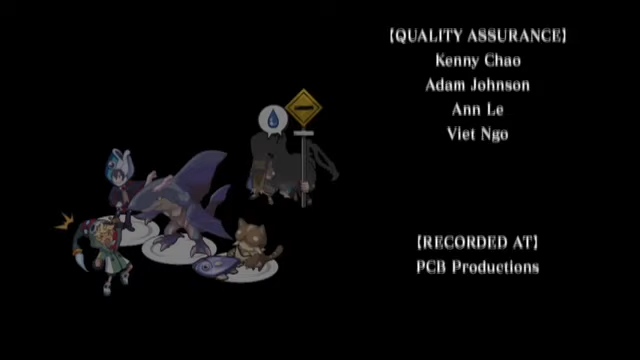 【QUALITY ASSURANCE】
Kenny Chao
Adam Johnson
Ann Le
Viet Ngo
【RECORDED AT】
PCB Productions